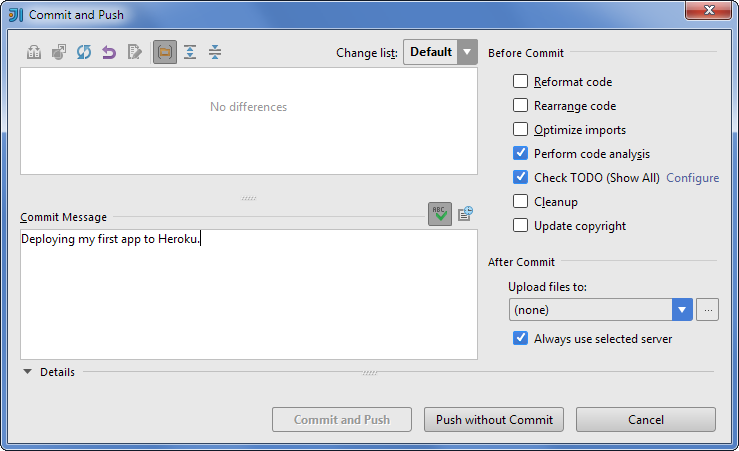 Commit and Push
Change list: Default
No differences
Commit Message
ABC
Deploying my first app to Heroku.
Details
Before Commit
Reformat code
Rearrange code
Optimize imports
Perform code analysis
Check TODO (Show All) Configure
Cleanup
Update copyright
After Commit
Upload files to:
(none) ...
Always use selected server
Commit and Push Push without Commit Cancel